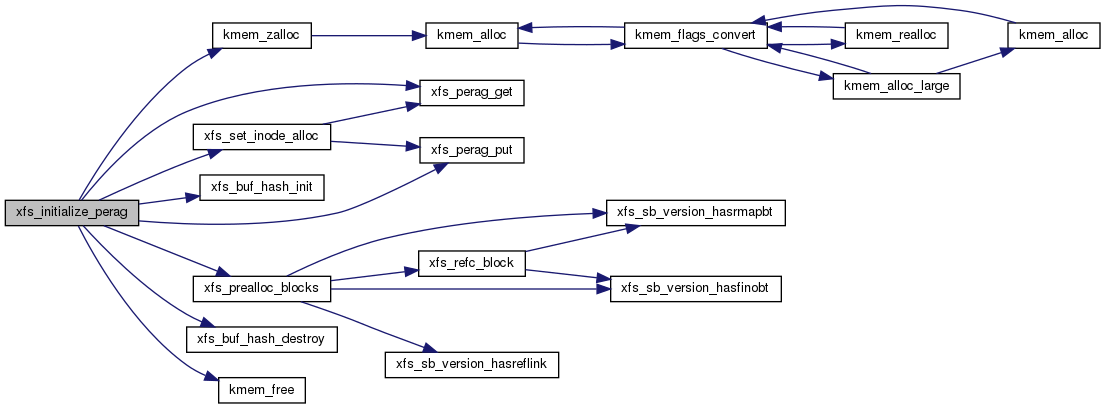 kmem_zalloc
kmem_alloc
kmem_flags_convert
kmem_realloc
kmem_alloc
kmem_alloc_large
xfs_perag_get
xfs_set_inode_alloc
xfs_perag_put
xfs_buf_hash_init
xfs_initialize_perag
xfs_sb_version_hasrmapbt
xfs_refc_block
xfs_prealloc_blocks
xfs_sb_version_hasfinobt
xfs_buf_hash_destroy
xfs_sb_version_hasreflink
kmem_free